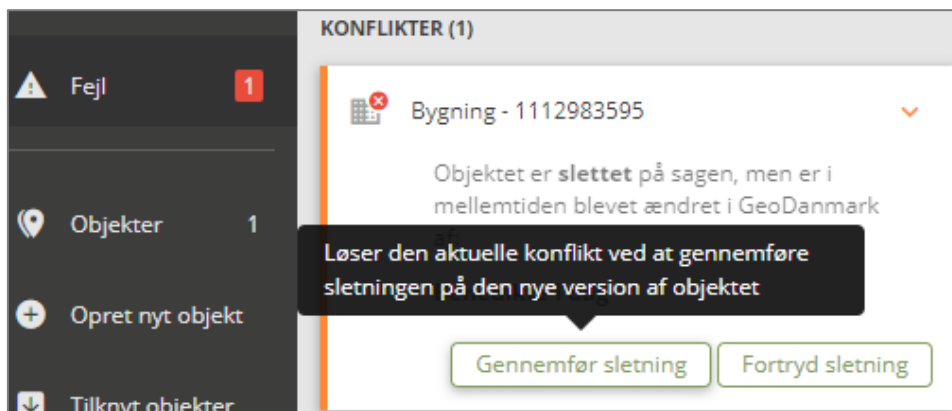 KONFLIKTER (1)
Fejl 1
Bygning - 1112983595
Objektet er slettet på sagen, men er i
mellemtiden blevet ændret i GeoDanmark
Objekter 1
Løser den aktuelle konflikt ved at gennemføre
sletningen på den nye version af objektet
Opret nyt objekt
Gennemfør sletning
Fortryd sletning
Tilknyt objekter